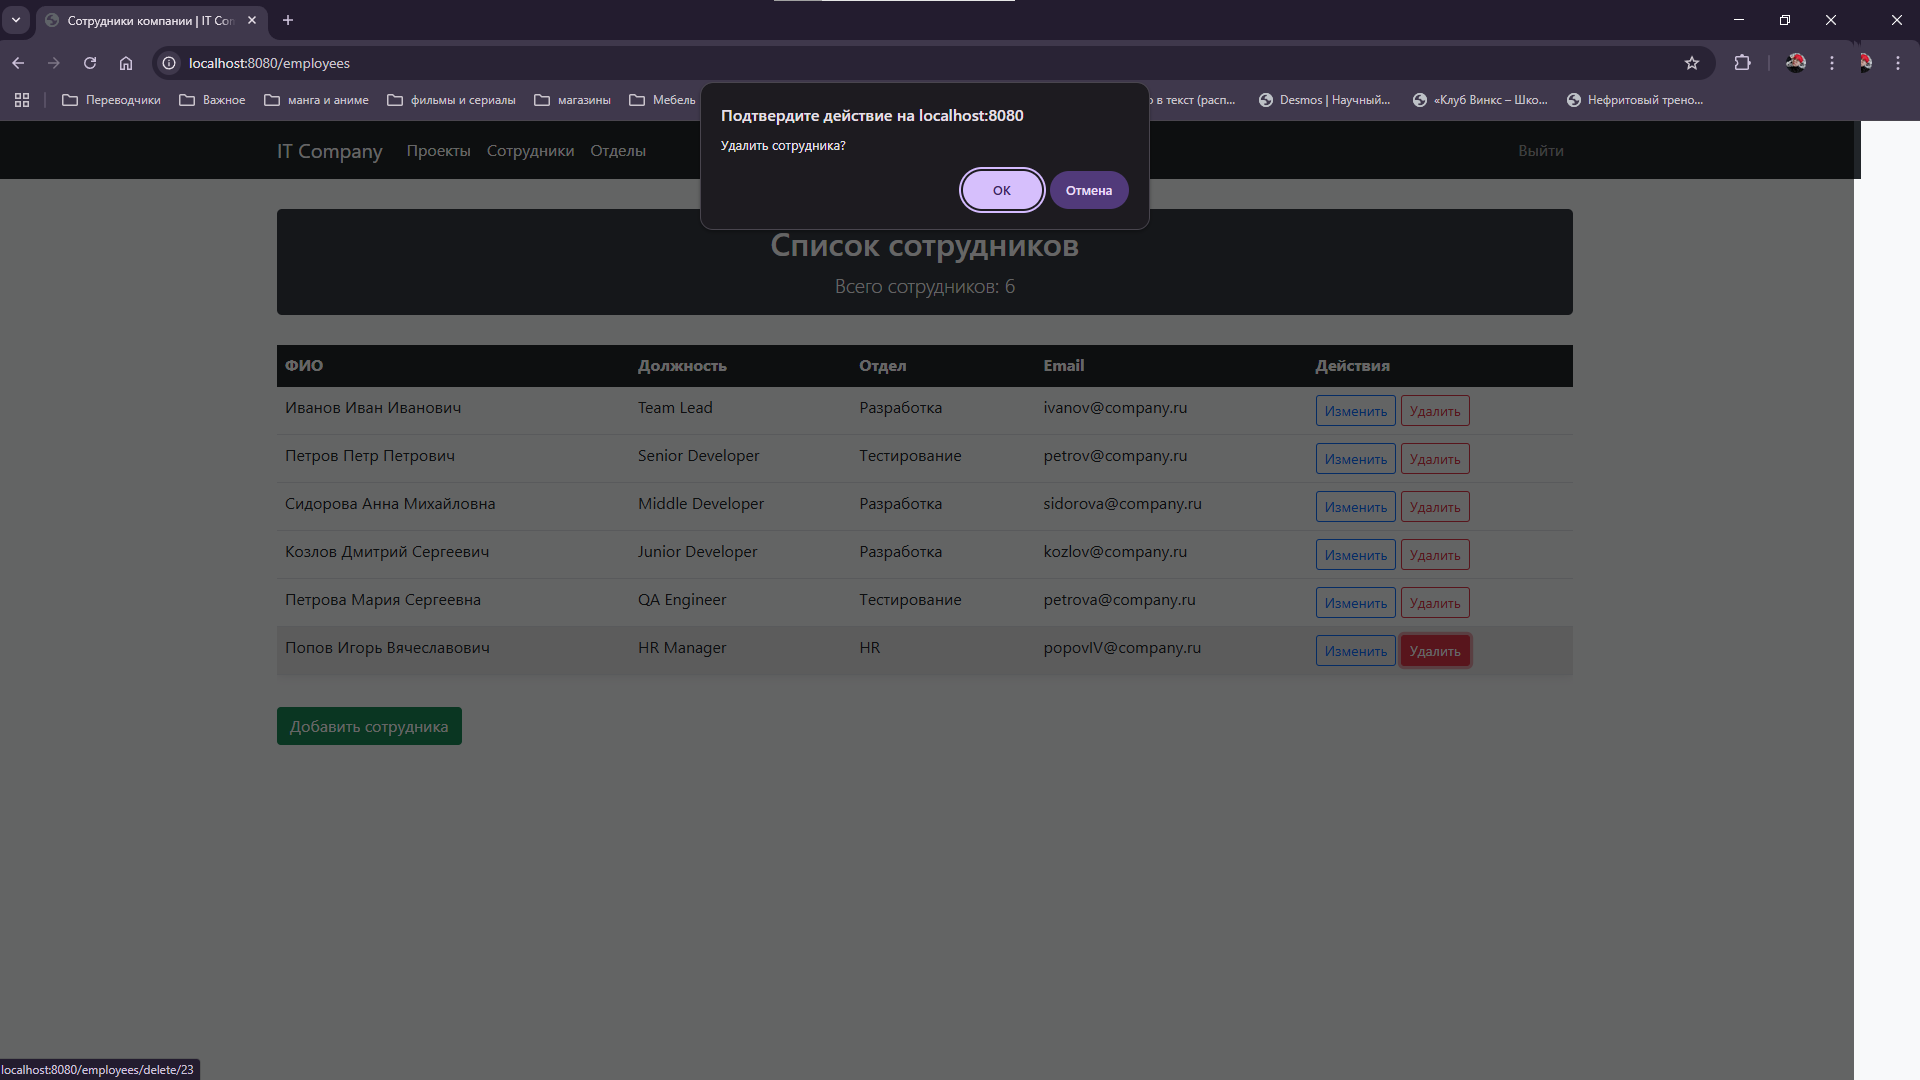 Сотрудники компании | IT Com
localhost:8080/employees
Переводчики
Важное
манга и аниме
фильмы и сериалы
магазины
Мебель
в текст (расп...
Desmos | Научный...
«Клуб Винкс – Шко...
Нефритовый трено...
Подтвердите действие на localhost:8080
Удалить сотрудника?
ОК
Отмена
IT Company
Проекты
Сотрудники
Отделы
Выйти
Список сотрудников
Всего сотрудников: 6
ФИО Должность Отдел Email Действия
Иванов Иван Иванович Team Lead Разработка ivanov@company.ru Изменить Удалить
Петров Петр Петрович Senior Developer Тестирование petrov@company.ru Изменить Удалить
Сидорова Анна Михайловна Middle Developer Разработка sidorova@company.ru Изменить Удалить
Козлов Дмитрий Сергеевич Junior Developer Разработка kozlov@company.ru Изменить Удалить
Петрова Мария Сергеевна QA Engineer Тестирование petrova@company.ru Изменить Удалить
Попов Игорь Вячеславович HR Manager HR popovIV@company.ru Изменить Удалить
Добавить сотрудника
localhost:8080/employees/delete/23